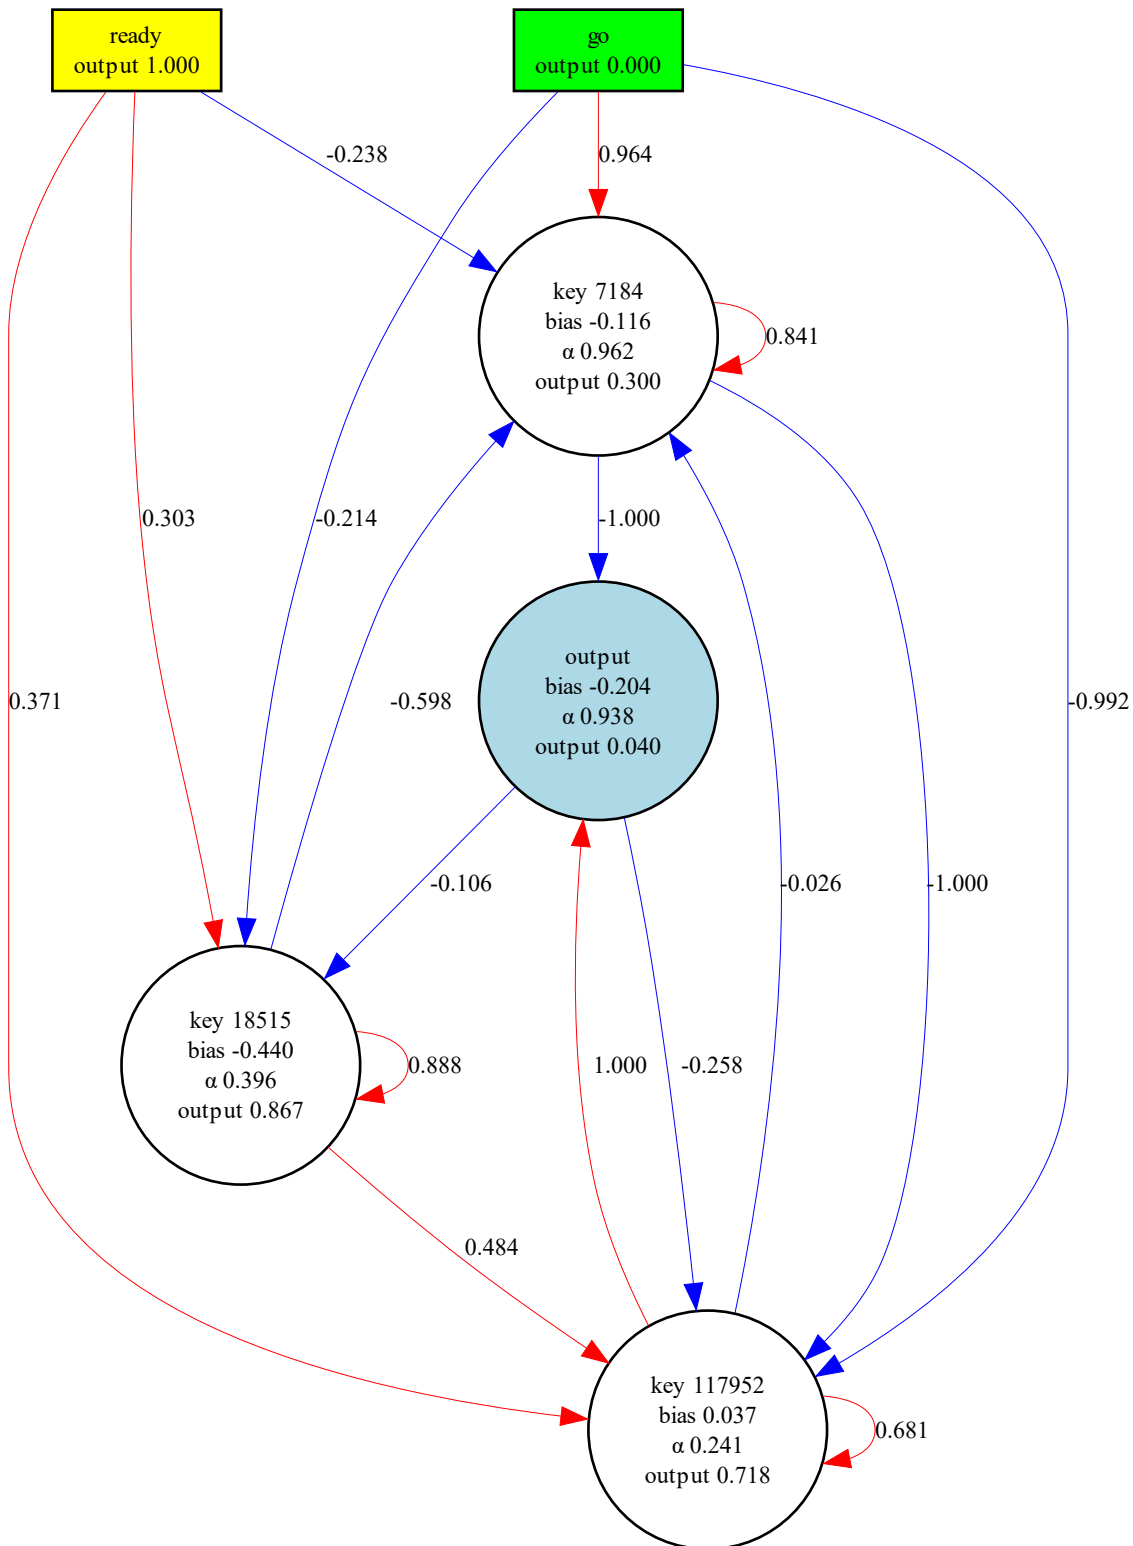 ready
output 1.000
go
output 0.000
-0.238
0.964
key 7184
bias -0.116
α 0.962
output 0.300
0.841
0.303
-0.214
-1.000
output
bias -0.204
α 0.938
output 0.040
0.371
-0.598
-0.992
-0.106
-0.026
-1.000
key 18515
bias -0.440
α 0.396
output 0.867
0.888
1.000
-0.258
0.484
key 117952
bias 0.037
α 0.241
output 0.718
0.681